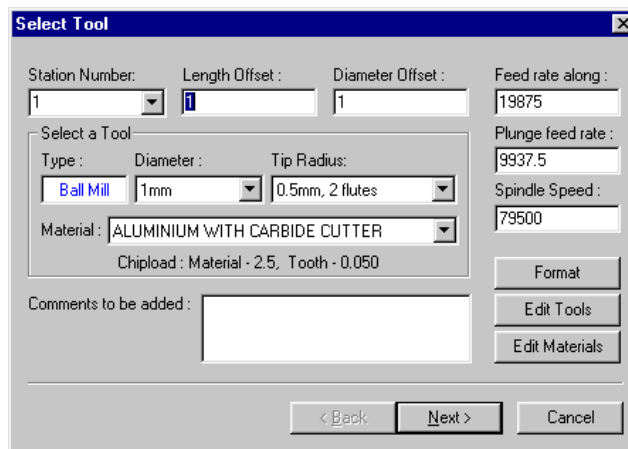 Select Tool
Station Number:
Length Offset :
Diameter Offset :
Feed rate along :
1
1
1
19875
Select a Tool
Plunge feed rate :
Type :
Diameter :
Tip Radius:
9937.5
Ball Mill
1mm
0.5mm, 2 flutes
Spindle Speed :
79500
Material :
ALUMINIUM WITH CARBIDE CUTTER
Chipload : Material - 2.5, Tooth - 0.050
Format
Comments to be added :
Edit Tools
Edit Materials
< Back
Next >
Cancel